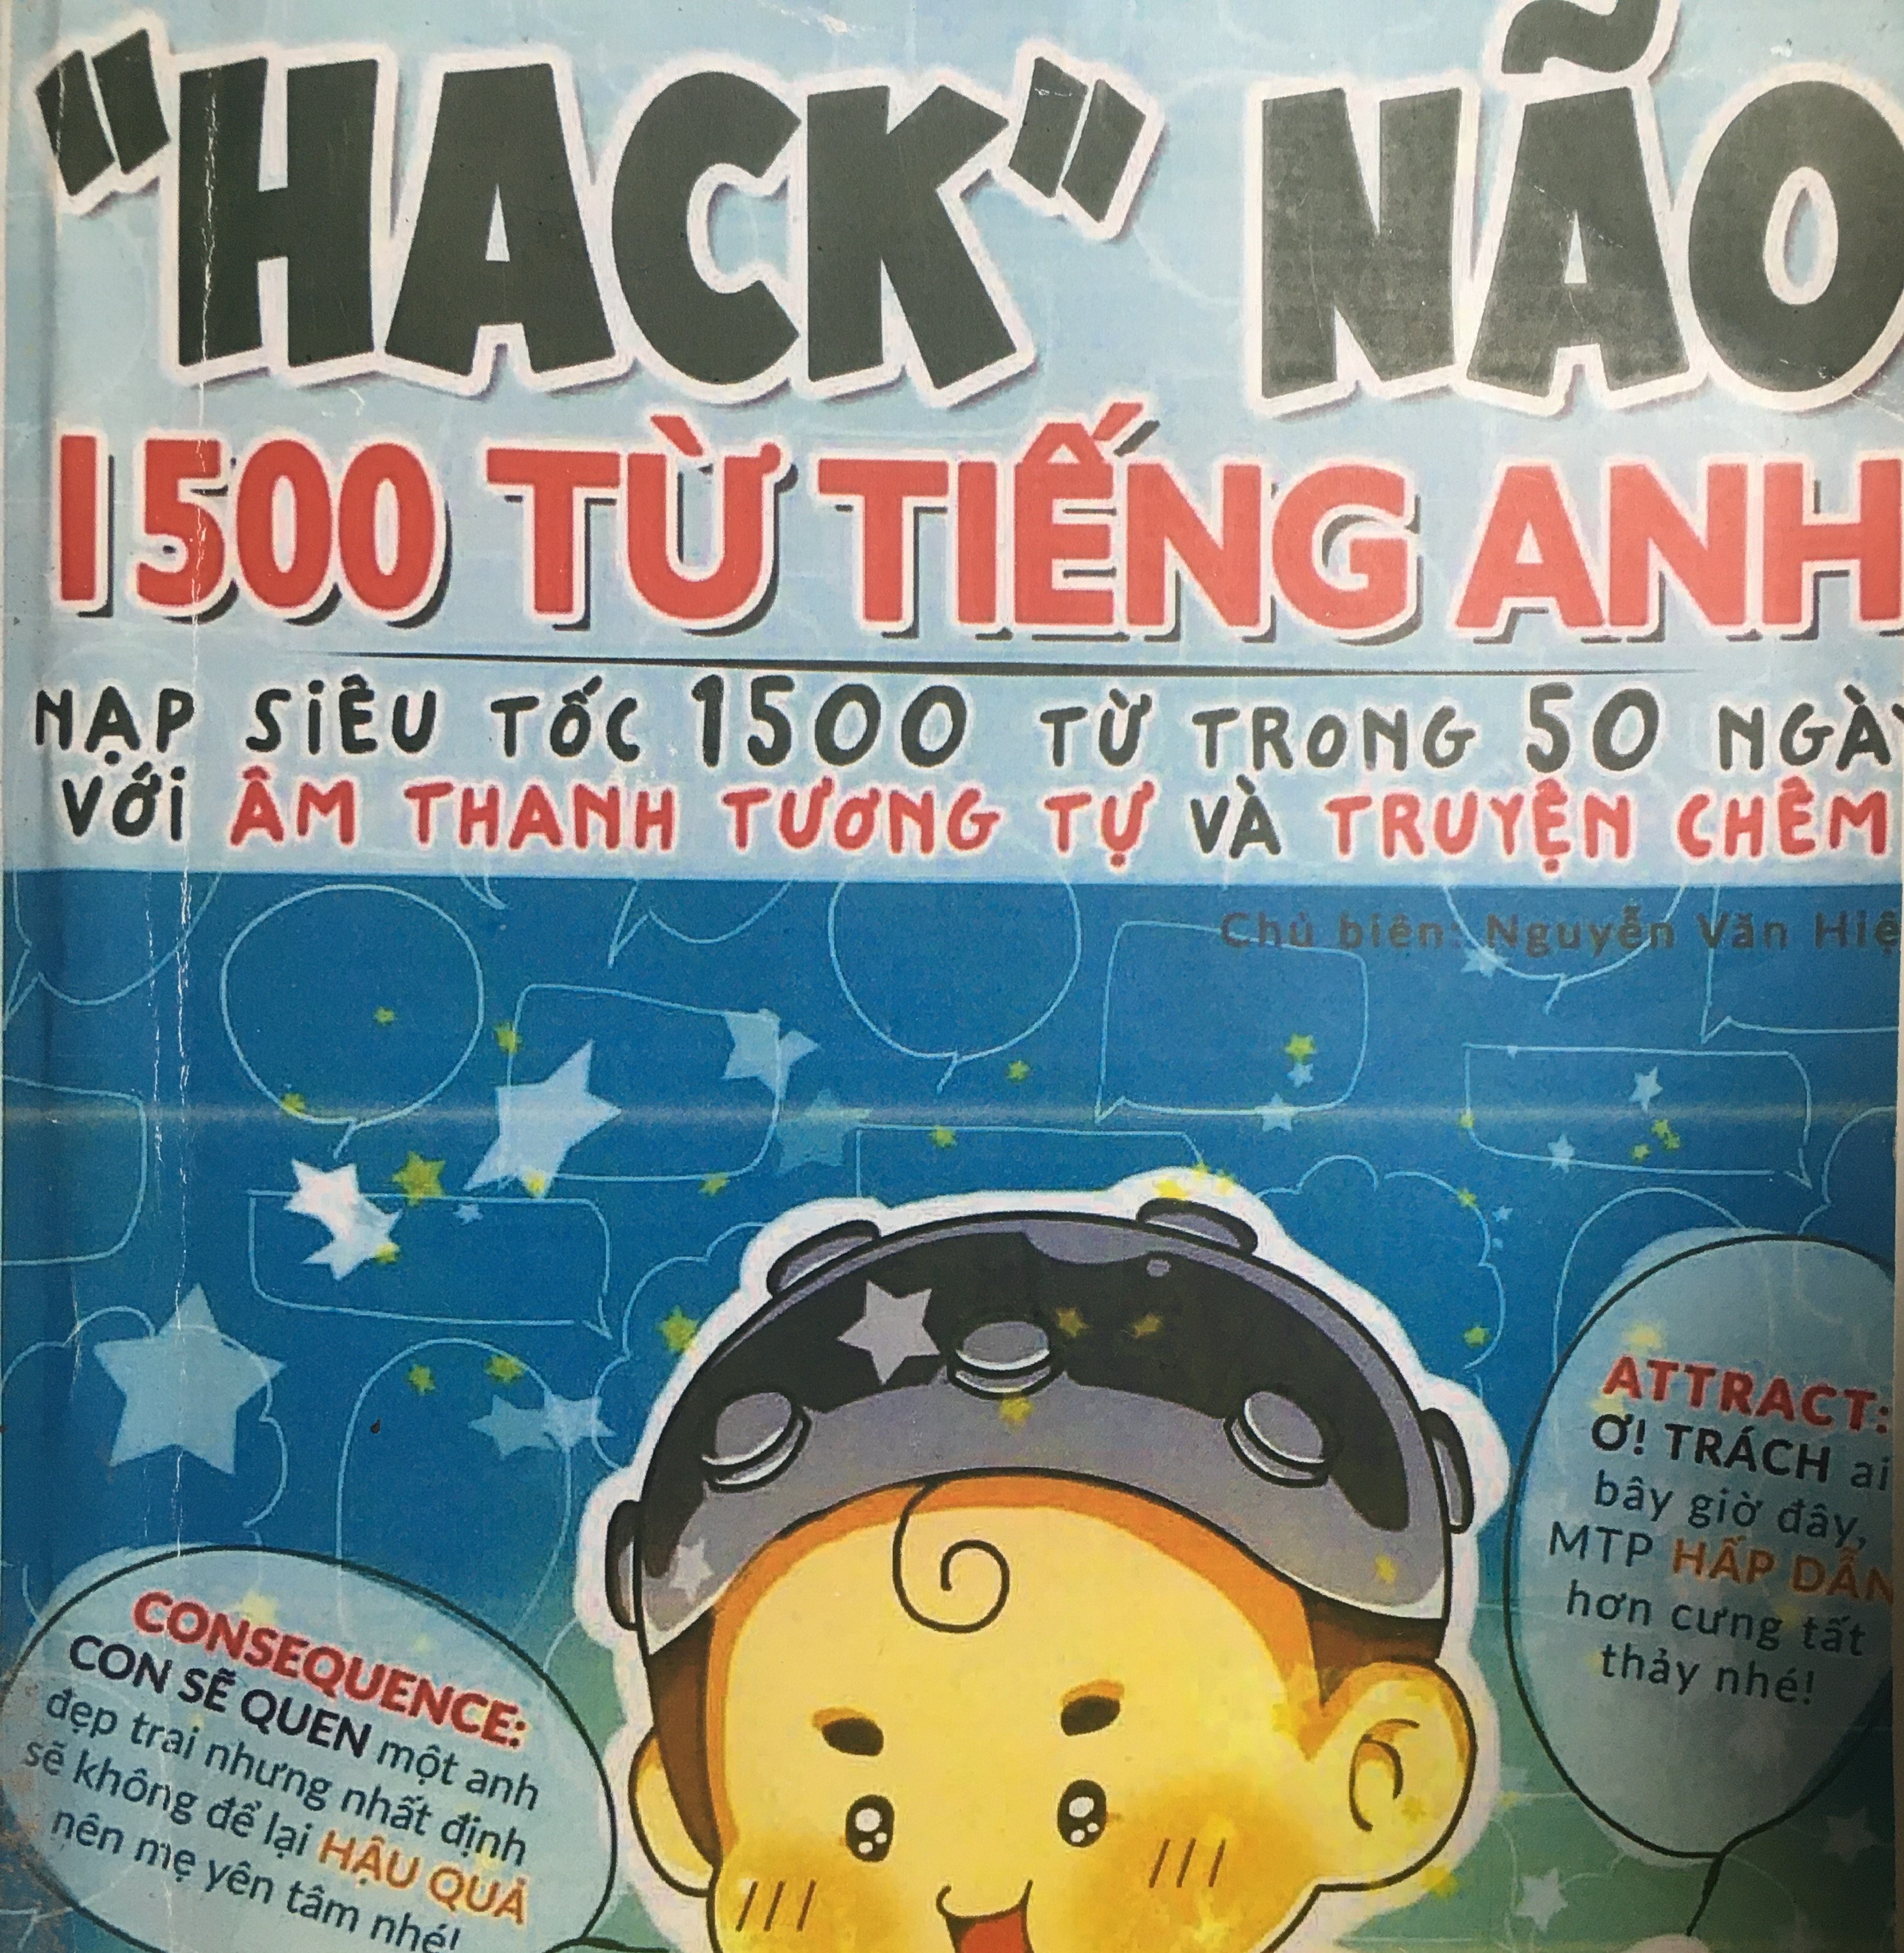 "HACK" NÃO
1500 TỪ TIẾNG ANH
NẠP SIÊU TỐC 1500 TỪ TRONG 50 NGÀY
VỚI ÂM THANH TƯƠNG TỰ VÀ TRUYỆN CHÊM
Chủ biên: Nguyễn Văn Hiệ
ATTRACT:
Ơ! TRÁCH ai
bây giờ đây,
MTP HẤP DẪN
hơn cưng tất
thảy nhé!
CONSEQUENCE:
CON SẼ QUEN một anh
đẹp trai nhưng nhất định
sẽ không để lại HẬU QUẢ
nên mẹ yên tâm nhé!